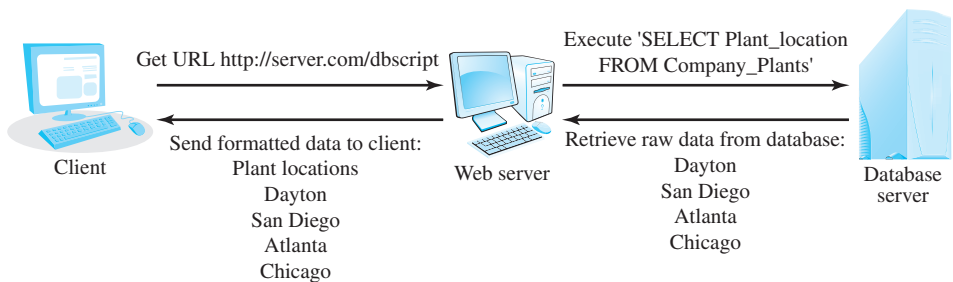 Get URL http://server.com/dbscript
Send formatted data to client:
Plant locations
Dayton
San Diego
Atlanta
Chicago
Client
Web server
Execute 'SELECT Plant_location
FROM Company_Plants'
Retrieve raw data from database:
Dayton
San Diego
Atlanta
Chicago
Database
server